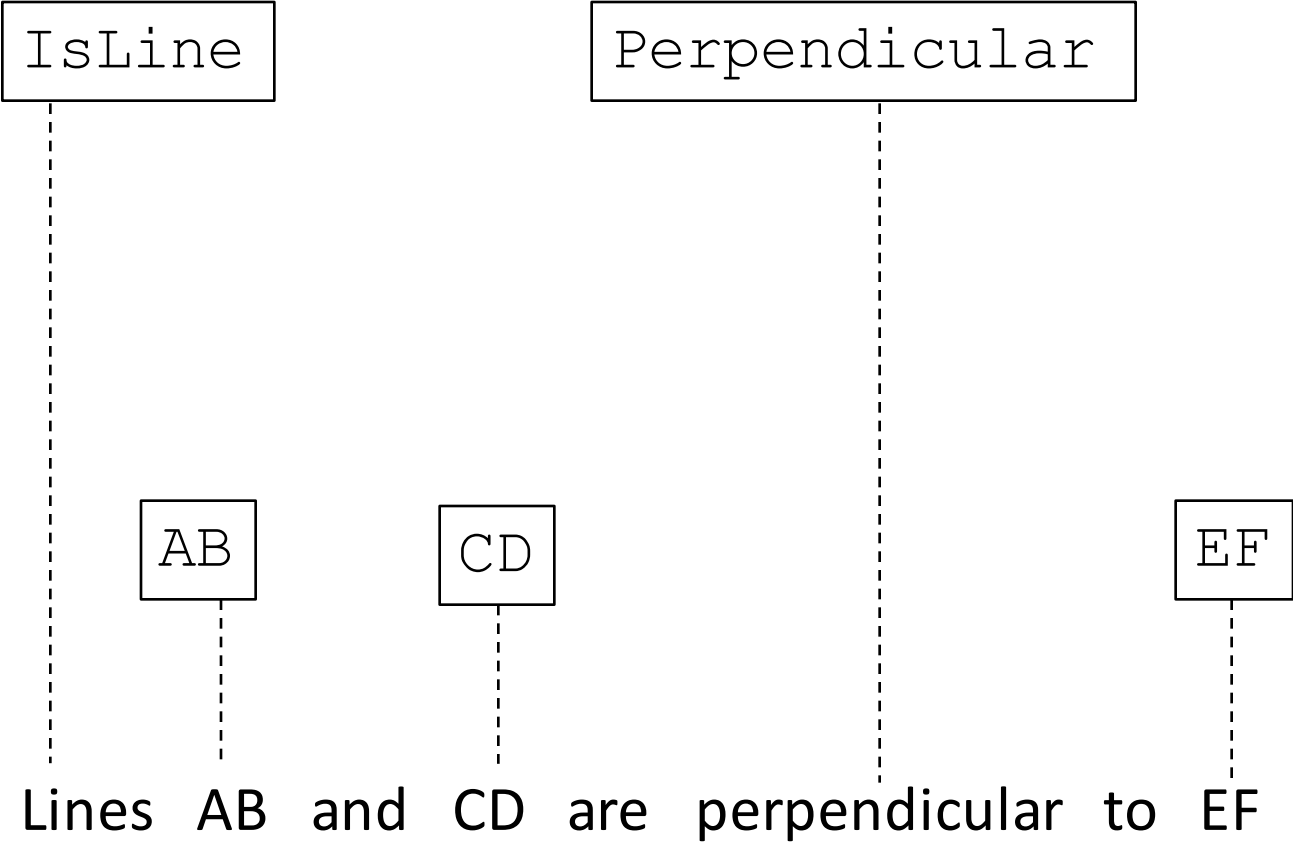 IsLine Perpendicular
AB CD EF
Lines AB and CD are perpendicular to EF